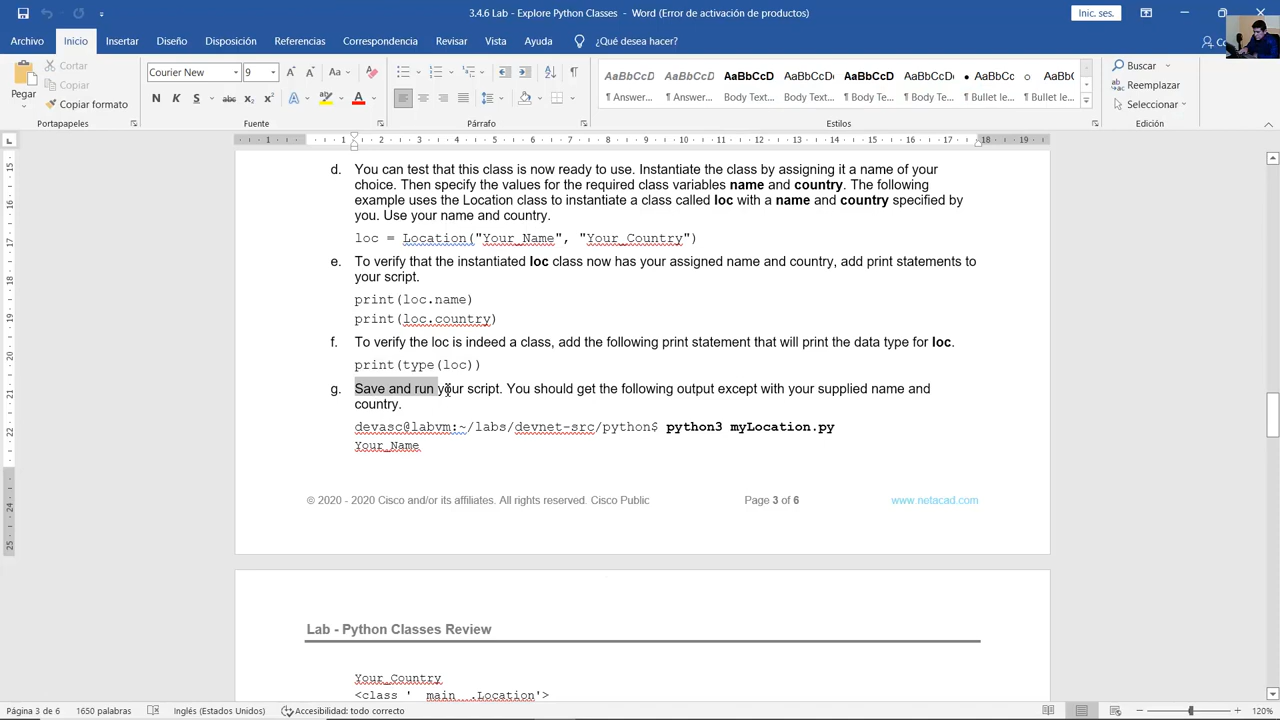 3.4.6 Lab - Explore Python Classes - Word (Error de activación de productos)
Inic. ses.
Archivo Inicio Insertar Diseño Disposición Referencias Correspondencia Revisar Vista Ayuda ¿Qué desea hacer?
Pegar
Cortar
Copiar
Copiar formato
Portapapeles
Courier New 9
N K S abc x₂ x²
Fuente
Párrafo
AaBbCcD AaBbCcD AaBbCcD AaBbCcD AaBbCcD AaBbCc AaBb
¶ Answer... ¶ Answer... Body Text... Body Text... Body Text... ¶ Bullet le... ¶ Bullet le...
Estilos
Buscar
Reemplazar
Seleccionar
Edición
d. You can test that this class is now ready to use. Instantiate the class by assigning it a name of your
choice. Then specify the values for the required class variables name and country. The following
example uses the Location class to instantiate a class called loc with a name and country specified by
you. Use your name and country.
loc = Location("Your_Name", "Your_Country")
e. To verify that the instantiated loc class now has your assigned name and country, add print statements to
your script.
print(loc.name)
print(loc.country)
f. To verify the loc is indeed a class, add the following print statement that will print the data type for loc.
print(type(loc))
g. Save and run your script. You should get the following output except with your supplied name and
country.
devasc@labvm:~/labs/devnet-src/python$ python3 myLocation.py
Your_Name
© 2020 - 2020 Cisco and/or its affiliates. All rights reserved. Cisco Public Page 3 of 6 www.netacad.com
Lab - Python Classes Review
Your_Country
<class '__main__.Location'>
Página 3 de 6 1650 palabras Inglés (Estados Unidos) Accesibilidad: todo correcto 120%